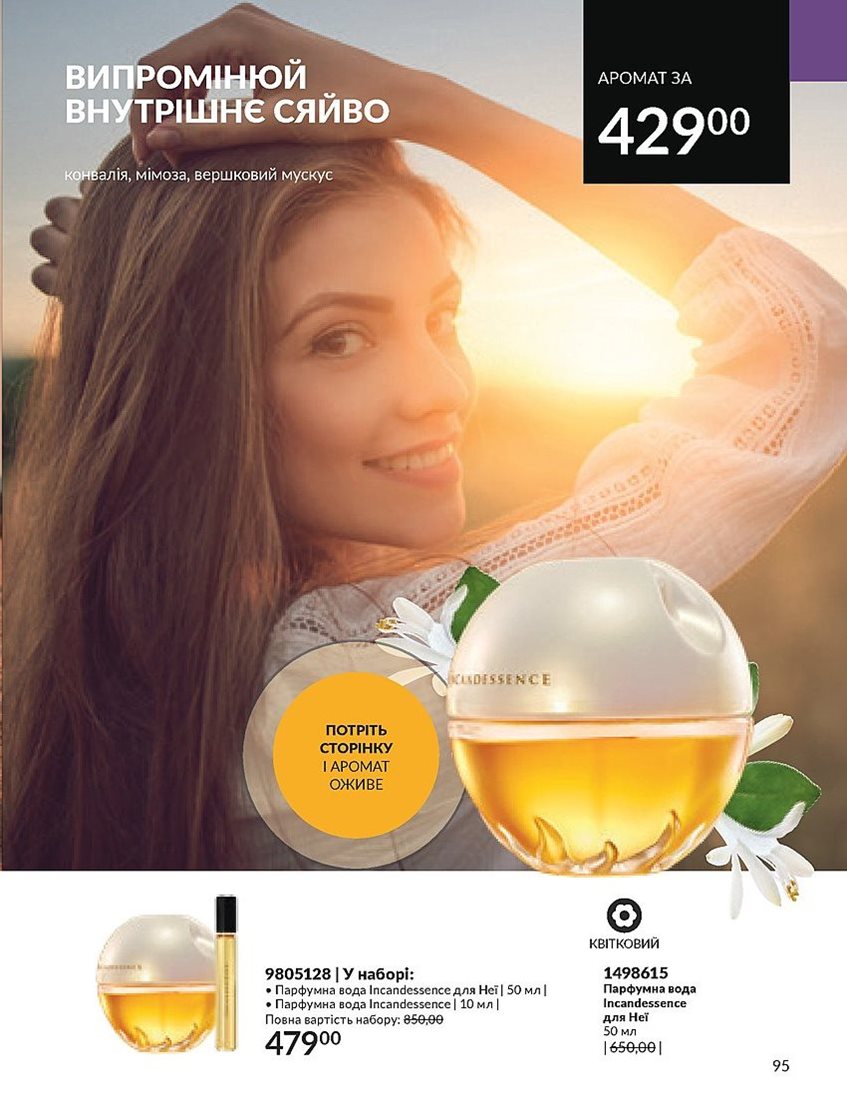 ВИПРОМІНЮЙ
ВНУТРІШНЄ СЯЙВО
конвалія, мімоза, вершковий мускус
АРОМАТ ЗА
429⁰⁰
INCANDESSENCE
ПОТРІТЬ
СТОРІНКУ
І АРОМАТ
ОЖИВЕ
9805128 | У наборі:
• Парфумна вода Incandessence для Неї | 50 мл |
• Парфумна вода Incandessence | 10 мл |
Повна вартість набору: 850,00
479⁰⁰
КВІТКОВИЙ
1498615
Парфумна вода
Incandessence
для Неї
50 мл
| 650,00 |
95